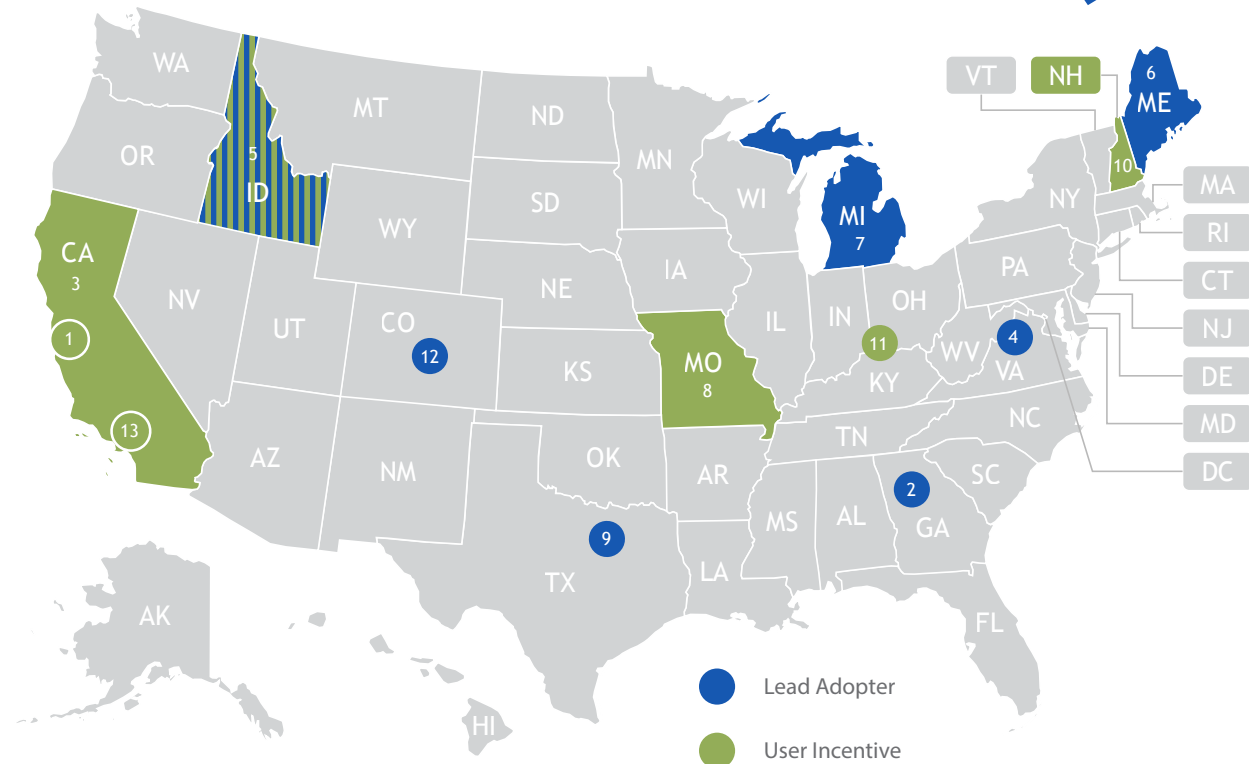 WA
MT
ND
MN
OR
5
ID
SD
WI
MI
7
VT
NH
6
ME
10
NY
MA
RI
CT
NJ
DE
MD
DC
WY
CA
3
1
13
NV
UT
CO
12
NE
IA
IL
IN
OH
PA
11
WV
4
VA
KS
MO
8
KY
NC
TN
AZ
NM
OK
AR
SC
2
GA
MS
AL
9
TX
LA
FL
AK
HI
Lead Adopter
User Incentive